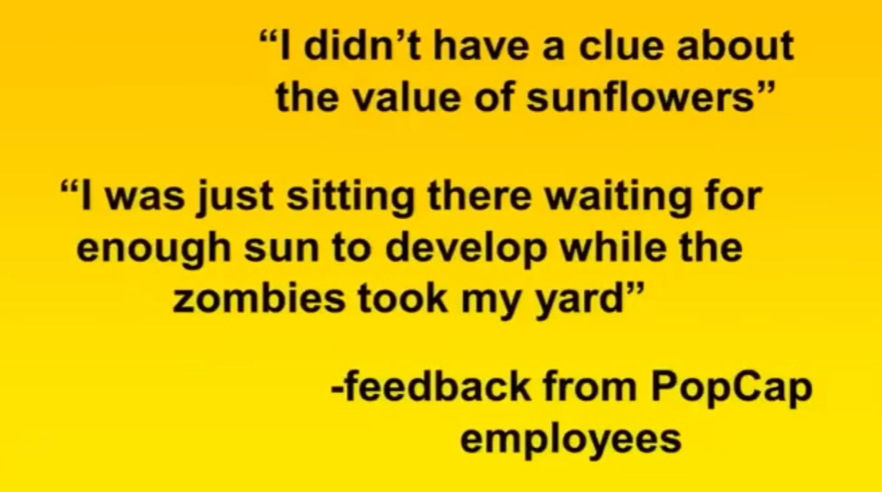 “I didn’t have a clue about
the value of sunflowers”
“I was just sitting there waiting for
enough sun to develop while the
zombies took my yard”
-feedback from PopCap
employees